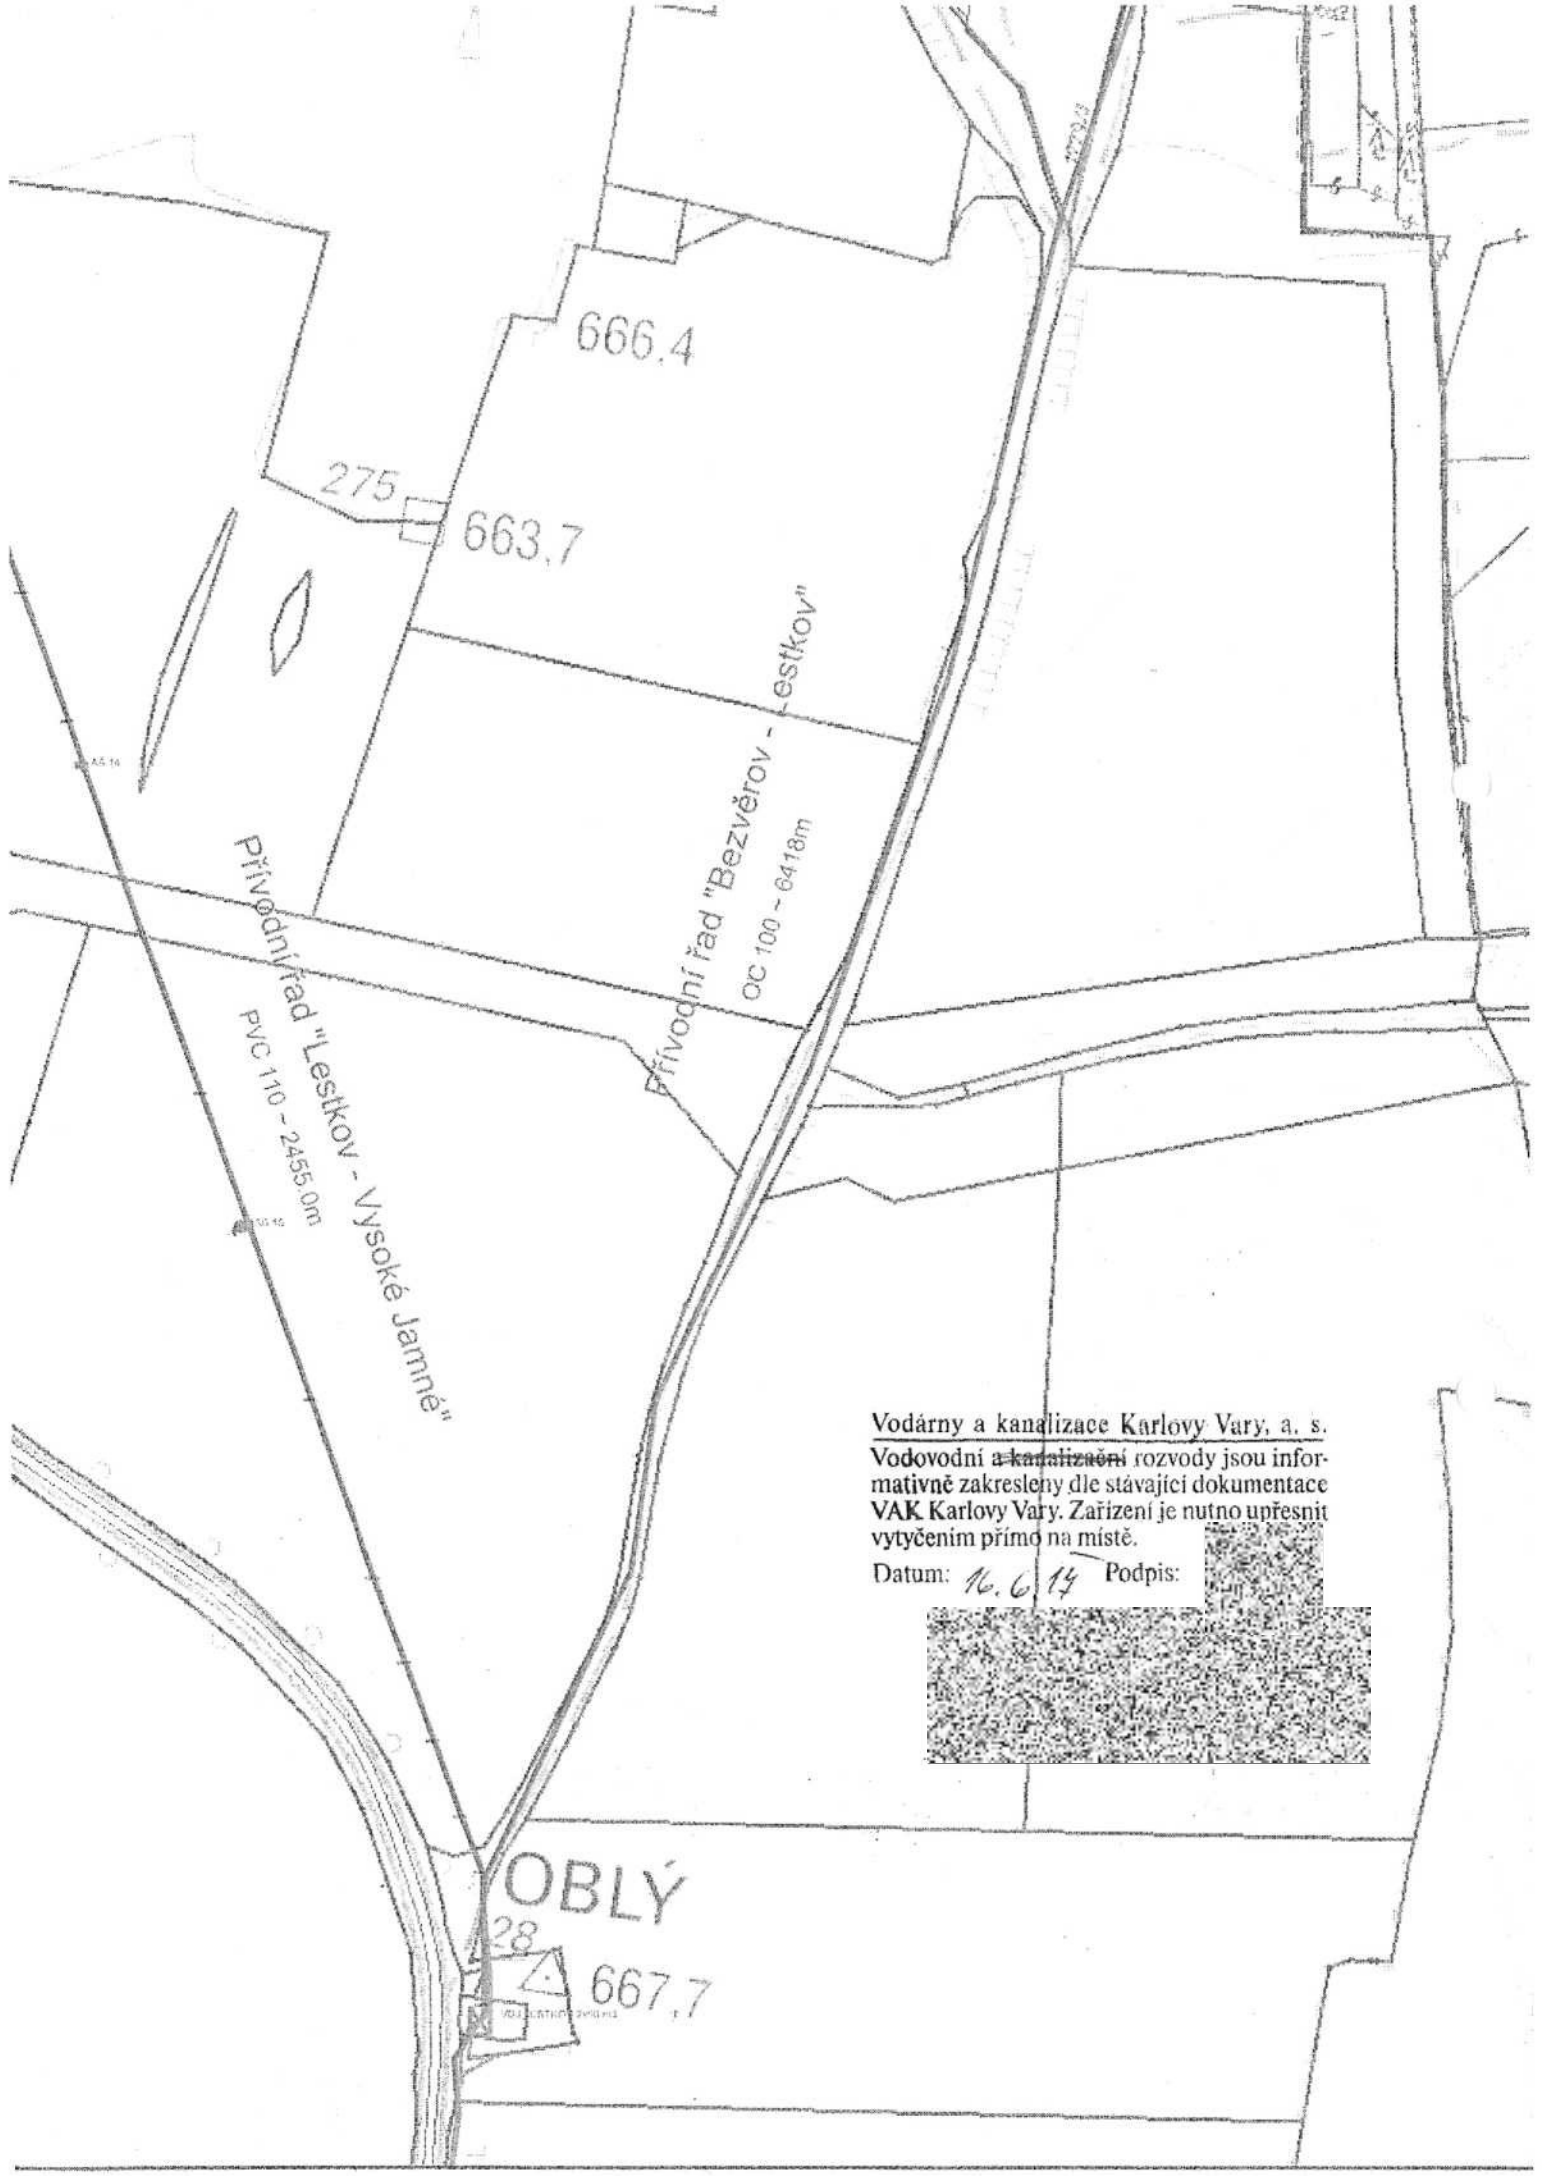 666.4
275
663.7
Přívodní řad "Bezvěrov - Lestkov"
OC 100 - 6418m
Přívodní řad "Lestkov - Vysoké Jamné"
PVC 110 - 2455.0m
Vodárny a kanalizace Karlovy Vary, a. s.
Vodovodní a kanalizační rozvody jsou infor-
mativně zakresleny dle stávající dokumentace
VAK Karlovy Vary. Zařízení je nutno upřesnit
vytyčením přímo na místě.
Datum: 16. 6. 17 Podpis:
OBLÝ
28
667.7